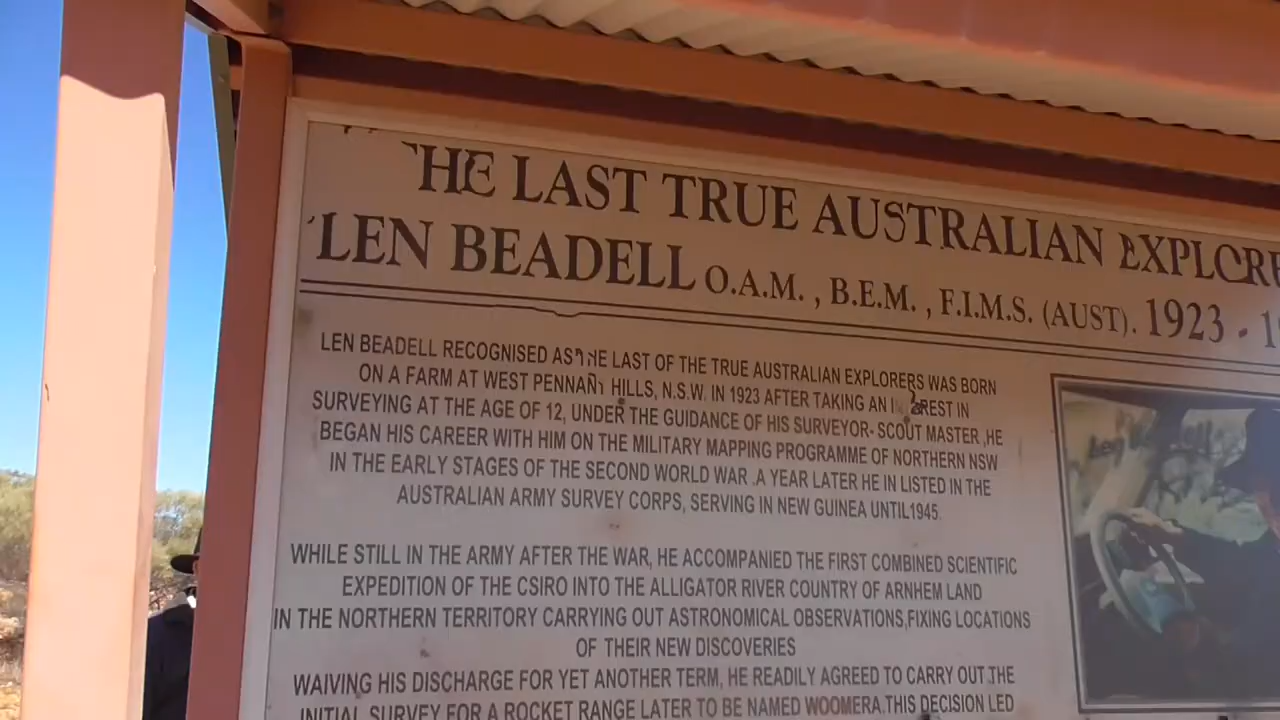 THE LAST TRUE AUSTRALIAN
LEN BEADELL O.A.M. , B.E.M. , F.I.M.S. (AUST). 1923 -
LEN BEADELL RECOGNISED AS THE LAST OF THE TRUE AUSTRALIAN EXPLORERS WAS BORN
ON A FARM AT WEST PENNANT HILLS, N.S.W. IN 1923 AFTER TAKING AN INTEREST IN
SURVEYING AT THE AGE OF 12, UNDER THE GUIDANCE OF HIS SURVEYOR- SCOUT MASTER ,HE
BEGAN HIS CAREER WITH HIM ON THE MILITARY MAPPING PROGRAMME OF NORTHERN NSW
IN THE EARLY STAGES OF THE SECOND WORLD WAR .A YEAR LATER HE IN LISTED IN THE
AUSTRALIAN ARMY SURVEY CORPS, SERVING IN NEW GUINEA UNTIL1945.
WHILE STILL IN THE ARMY AFTER THE WAR, HE ACCOMPANIED THE FIRST COMBINED SCIENTIFIC
EXPEDITION OF THE CSIRO INTO THE ALLIGATOR RIVER COUNTRY OF ARNHEM LAND
IN THE NORTHERN TERRITORY CARRYING OUT ASTRONOMICAL OBSERVATIONS,FIXING LOCATIONS
OF THEIR NEW DISCOVERIES
WAIVING HIS DISCHARGE FOR YET ANOTHER TERM, HE READILY AGREED TO CARRY OUT THE
INITIAL SURVEY FOR A ROCKET RANGE LATER TO BE NAMED WOOMERA.THIS DECISION LED